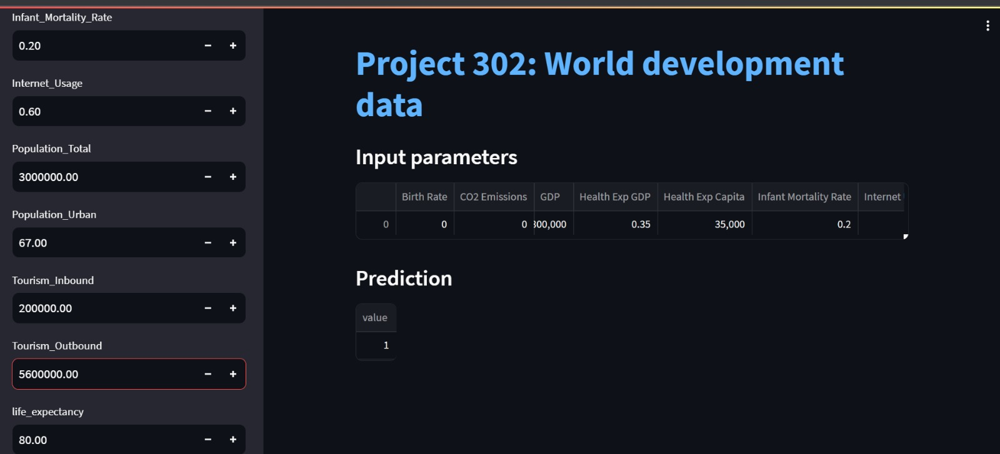 Infant_Mortality_Rate
0.20
Internet_Usage
0.60
Population_Total
3000000.00
Population_Urban
67.00
Tourism_Inbound
200000.00
Tourism_Outbound
5600000.00
life_expectancy
80.00
Project 302: World development
data
Input parameters
Birth Rate CO2 Emissions GDP Health Exp GDP Health Exp Capita Infant Mortality Rate Internet
0 0 0 300,000 0.35 35,000 0.2
Prediction
value
1